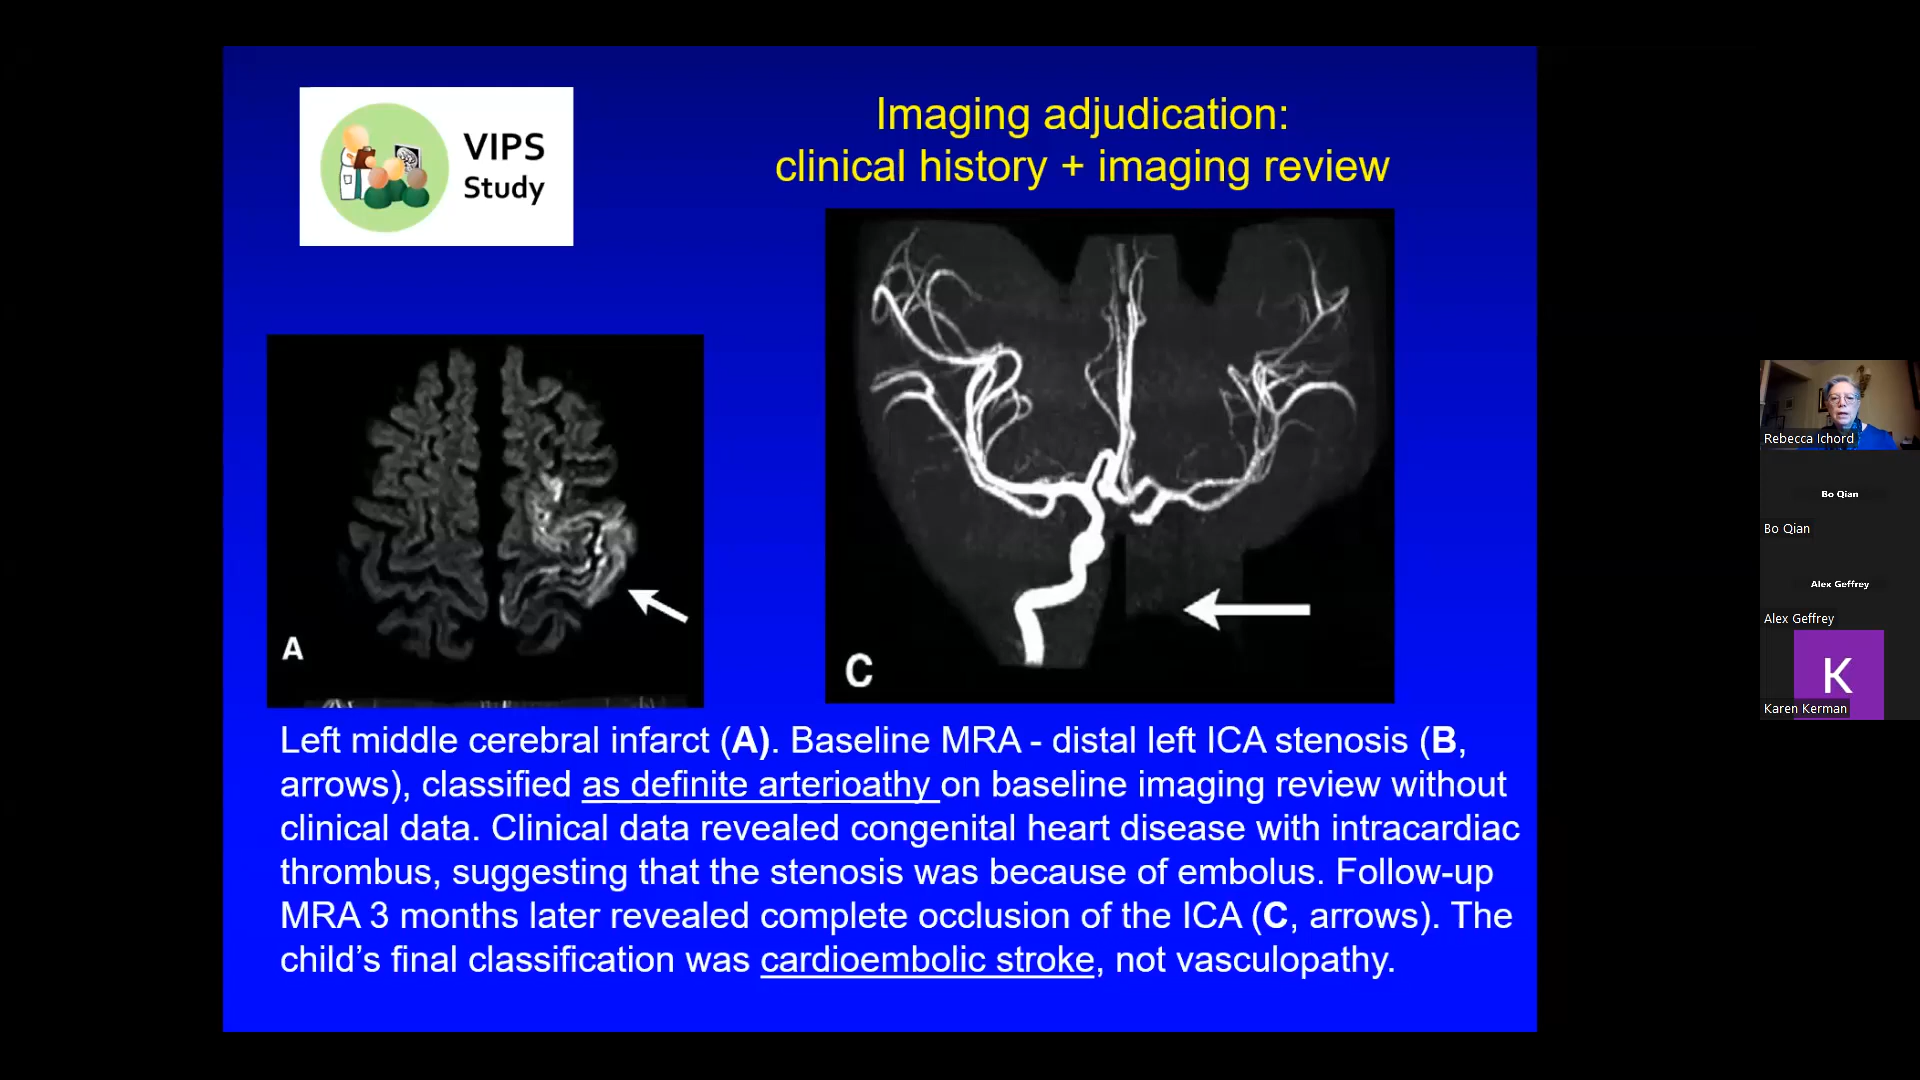 VIPS
Study
Imaging adjudication:
clinical history + imaging review
A
C
Left middle cerebral infarct (A). Baseline MRA - distal left ICA stenosis (B,
arrows), classified as definite arterioathy on baseline imaging review without
clinical data. Clinical data revealed congenital heart disease with intracardiac
thrombus, suggesting that the stenosis was because of embolus. Follow-up
MRA 3 months later revealed complete occlusion of the ICA (C, arrows). The
child’s final classification was cardioembolic stroke, not vasculopathy.
Rebecca Ichord
Bo Qian
Bo Qian
Alex Geffrey
Alex Geffrey
K
Karen Kerman